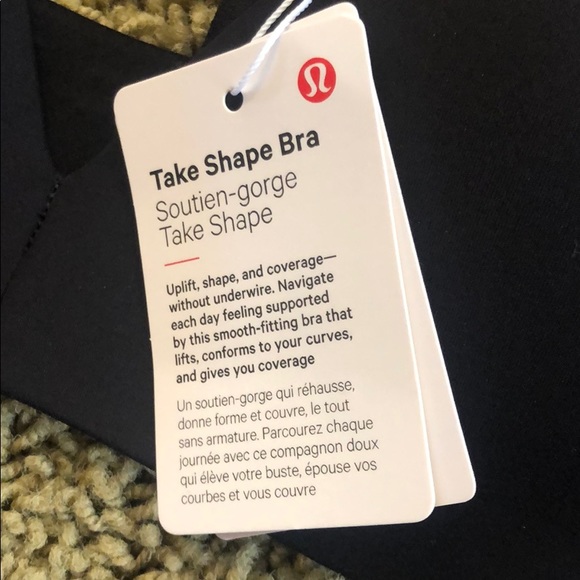 Take Shape Bra
Soutien-gorge
Take Shape
Uplift, shape, and coverage—
without underwire. Navigate
each day feeling supported
by this smooth-fitting bra that
lifts, conforms to your curves,
and gives you coverage
Un soutien-gorge qui réhausse,
donne forme et couvre, le tout
sans armature. Parcourez chaque
journée avec ce compagnon doux
qui élève votre buste, épouse vos
courbes et vous couvre